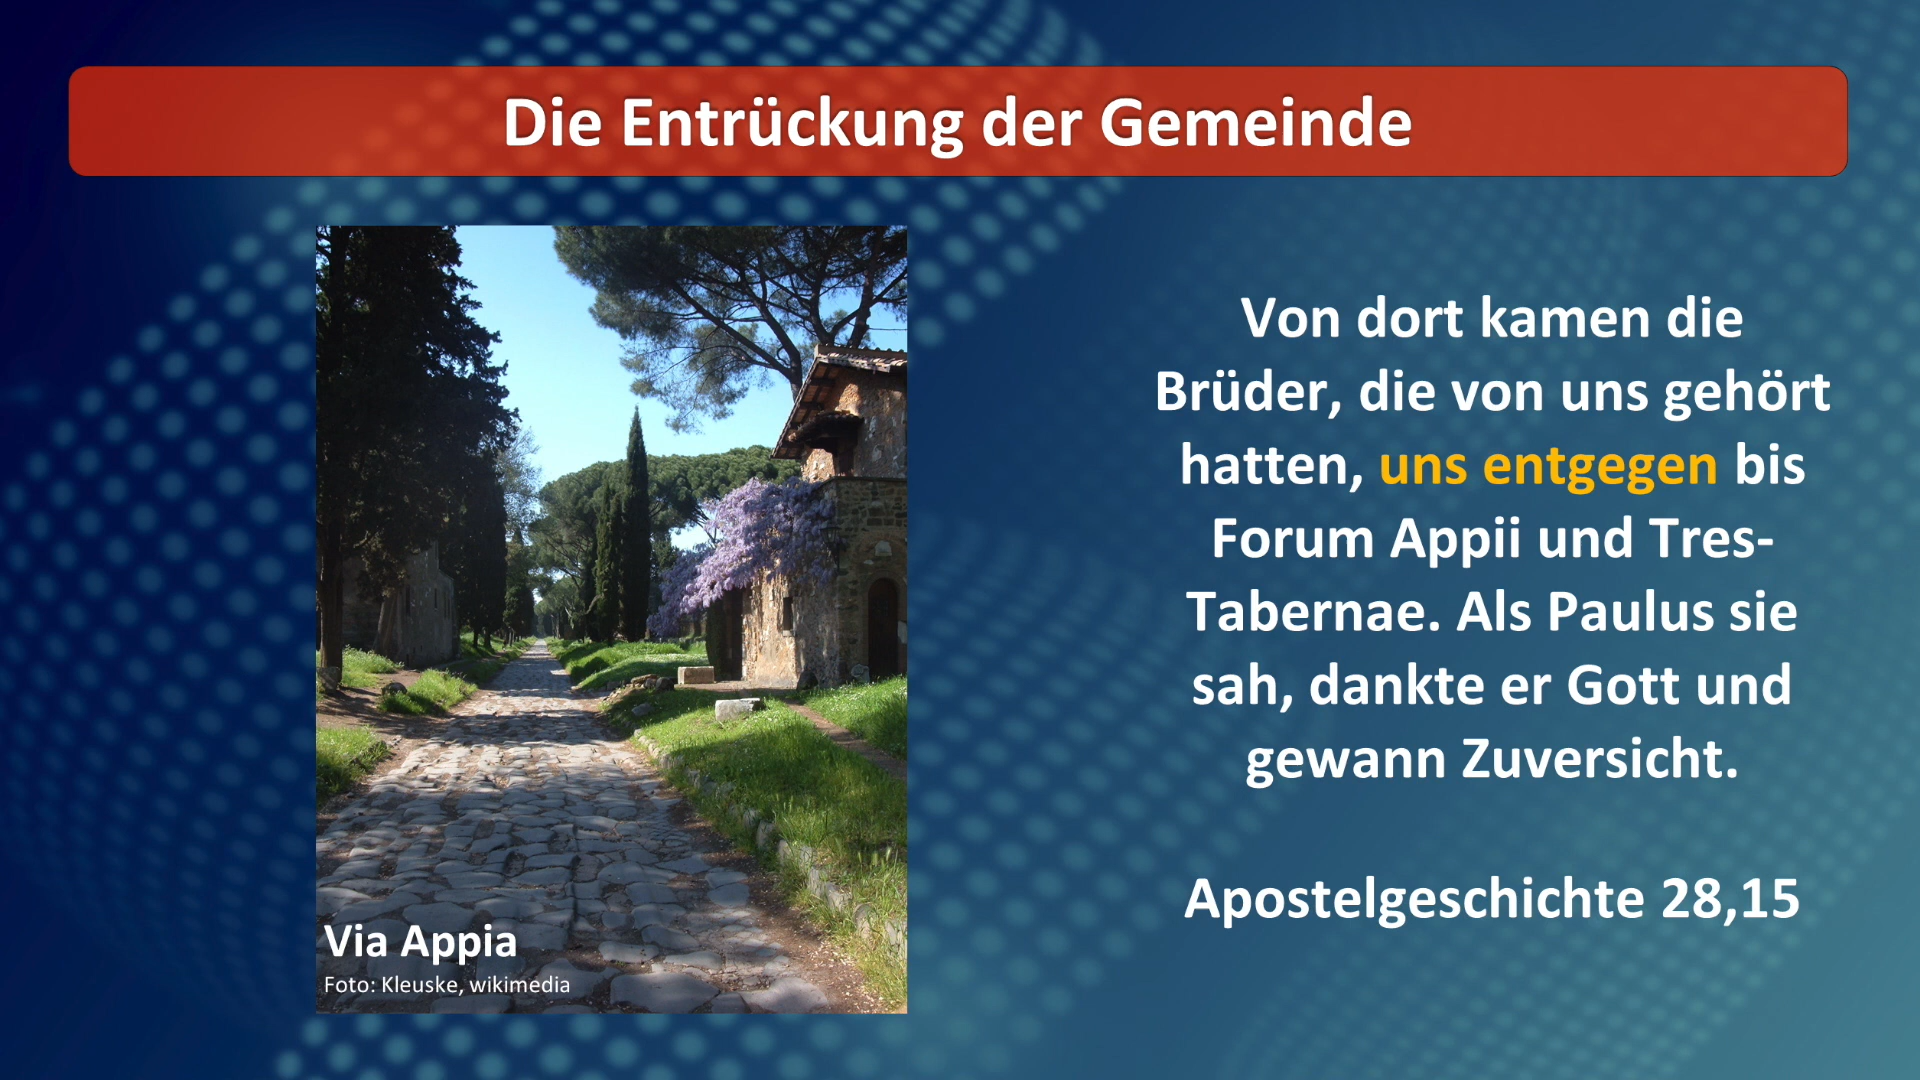 Die Entrückung der Gemeinde
Von dort kamen die
Brüder, die von uns gehört
hatten, uns entgegen bis
Forum Appii und Tres-
Tabernae. Als Paulus sie
sah, dankte er Gott und
gewann Zuversicht.
Apostelgeschichte 28,15
Via Appia
Foto: Kleuske, wikimedia